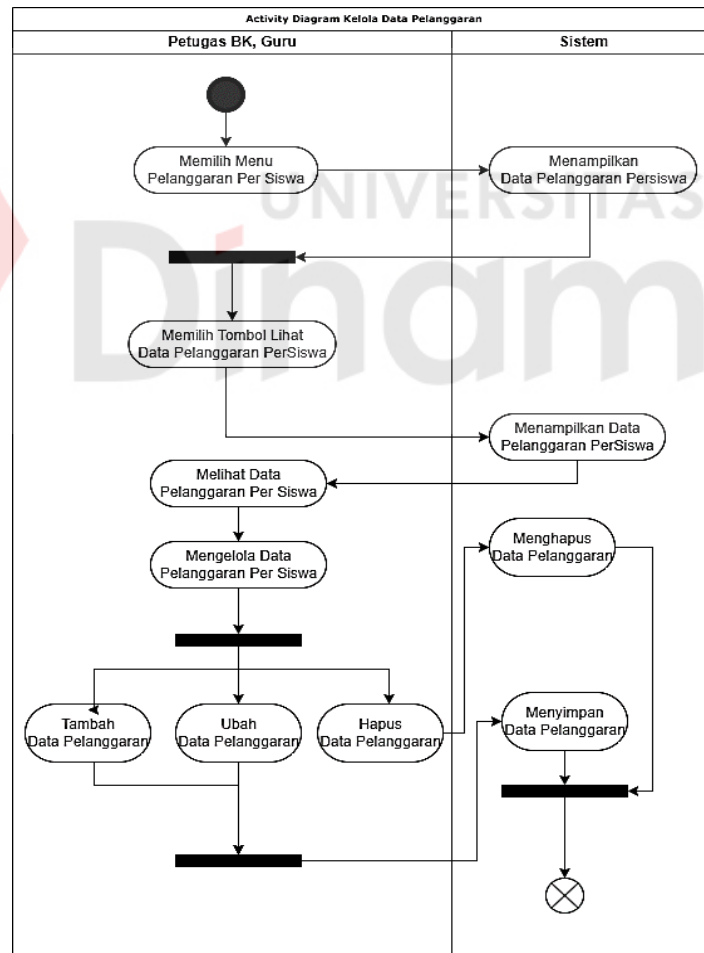 Activity Diagram Kelola Data Pelanggaran
Petugas BK, Guru
Sistem
Memilih Menu
Pelanggaran Per Siswa
Menampilkan
Data Pelanggaran Persiswa
UNIVERSITAS
Dinam
Memilih Tombol Lihat
Data Pelanggaran PerSiswa
Menampilkan Data
Pelanggaran PerSiswa
Melihat Data
Pelanggaran Per Siswa
Mengelola Data
Pelanggaran Per Siswa
Menghapus
Data Pelanggaran
Tambah
Data Pelanggaran
Ubah
Data Pelanggaran
Hapus
Data Pelanggaran
Menyimpan
Data Pelanggaran